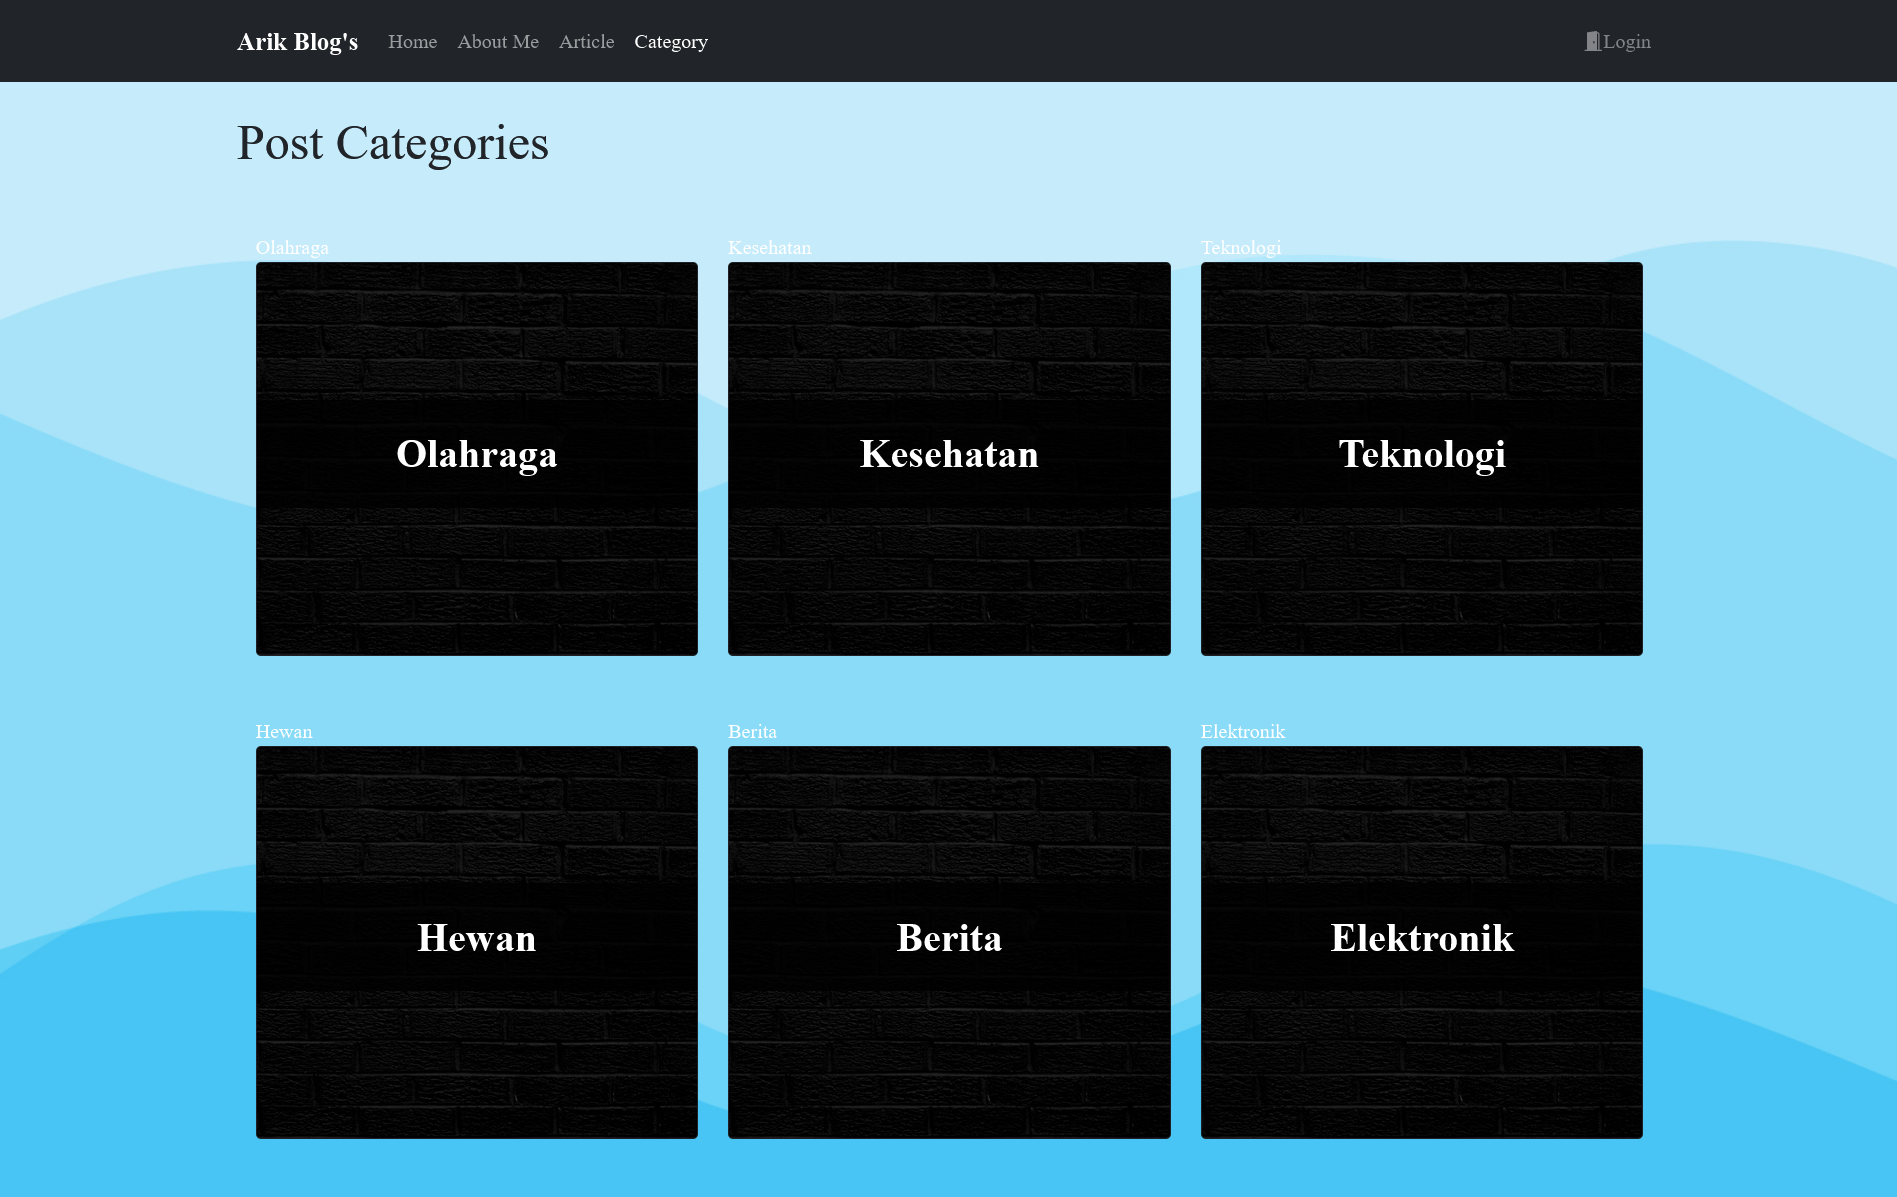 Arik Blog's Home About Me Article Category Login
Post Categories
Olahraga Kesehatan Teknologi
Olahraga Kesehatan Teknologi
Hewan Berita Elektronik
Hewan Berita Elektronik